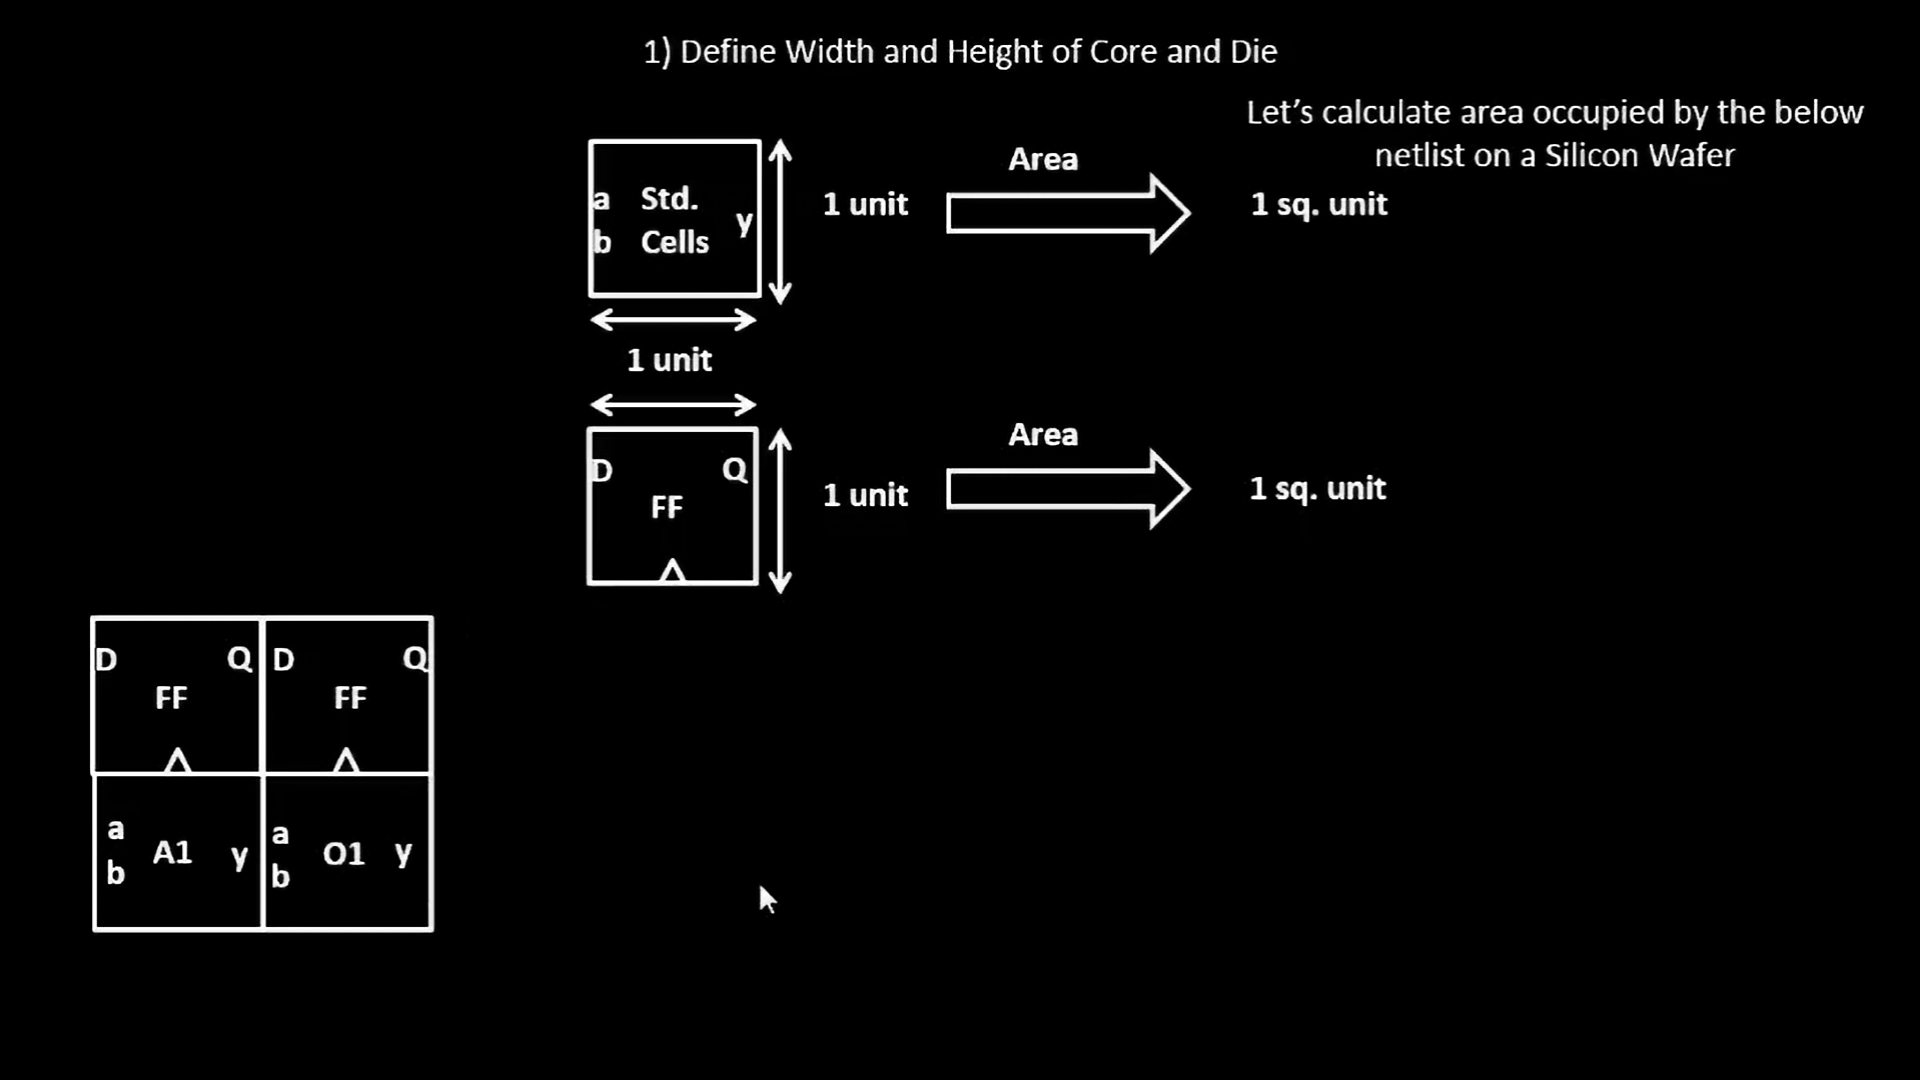 1) Define Width and Height of Core and Die
Let’s calculate area occupied by the below
netlist on a Silicon Wafer
a Std. y
b Cells
1 unit
Area
1 sq. unit
1 unit
D Q
FF
1 unit
Area
1 sq. unit
D Q D Q
FF FF
a A1 y a O1 y
b b